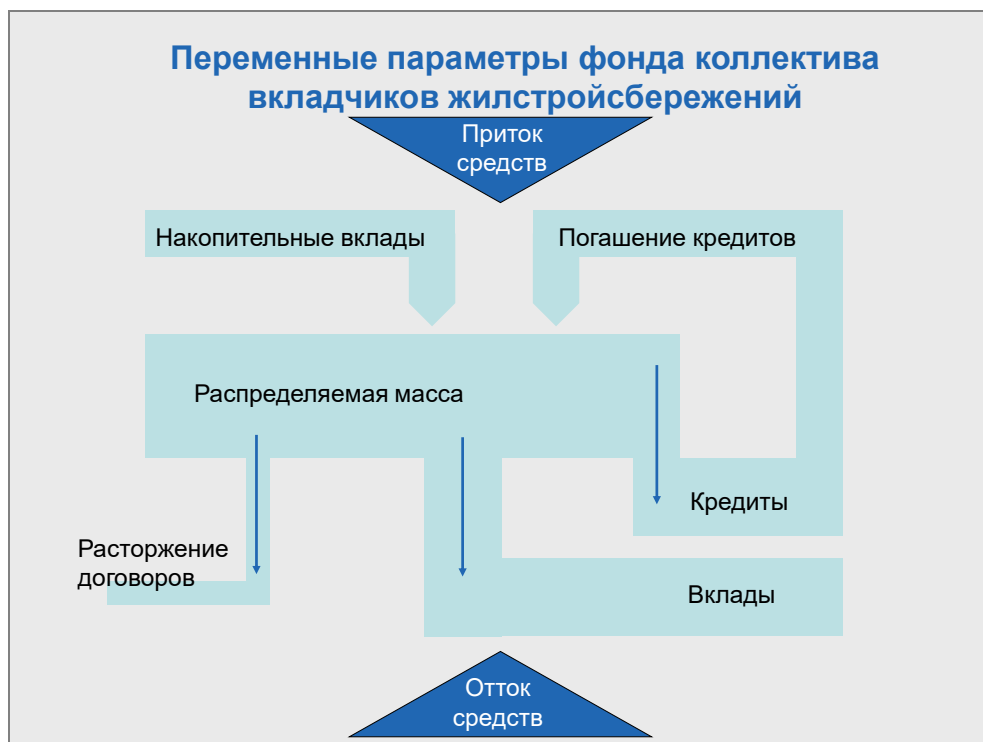 Переменные параметры фонда коллектива
вкладчиков жилстройсбережений
Приток
средств
Накопительные вклады
Погашение кредитов
Распределяемая масса
Кредиты
Расторжение
договоров
Вклады
Отток
средств